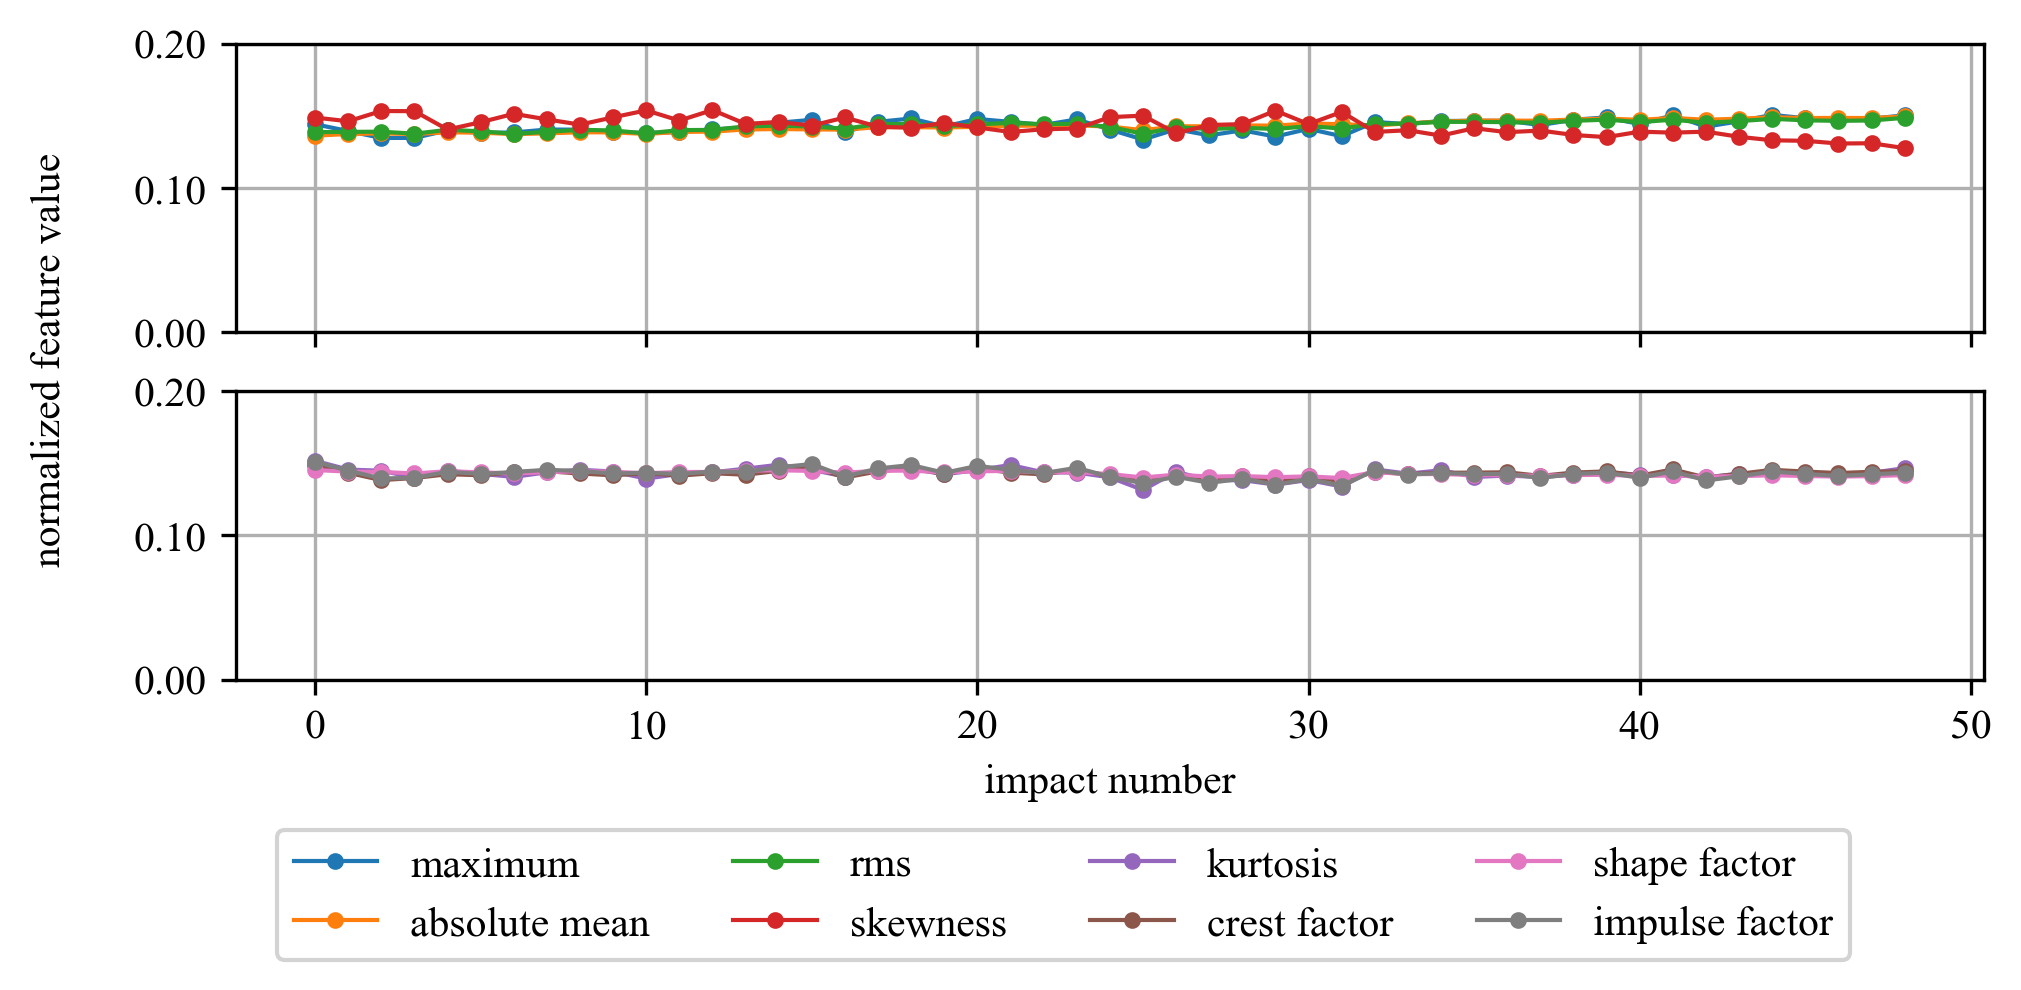 0.20
0.10
0.00
normalized feature value
0.20
0.10
0.00
0 10 20 30 40 50
impact number
maximum rms kurtosis shape factor
absolute mean skewness crest factor impulse factor